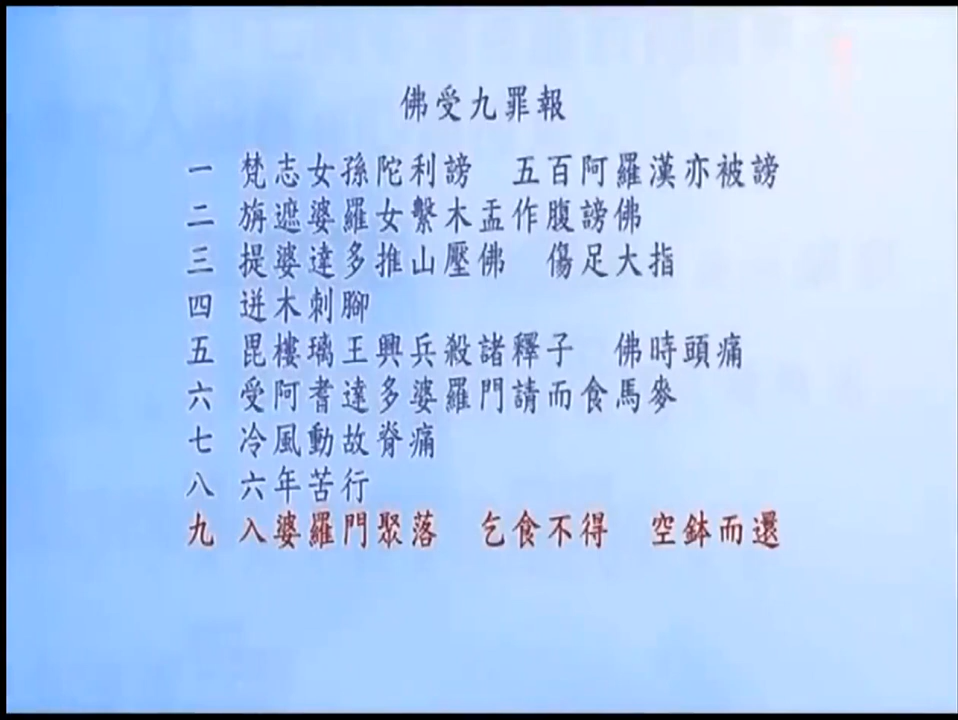 佛受九罪報
一 梵志女孫陀利謗 五百阿羅漢亦被謗
二 旃遮婆羅女繫木盂作腹謗佛
三 提婆達多推山壓佛 傷足大指
四 迸木刺腳
五 毘樓璃王興兵殺諸釋子 佛時頭痛
六 受阿耆達多婆羅門請而食馬麥
七 冷風動故脊痛
八 六年苦行
九 入婆羅門聚落 乞食不得 空鉢而還